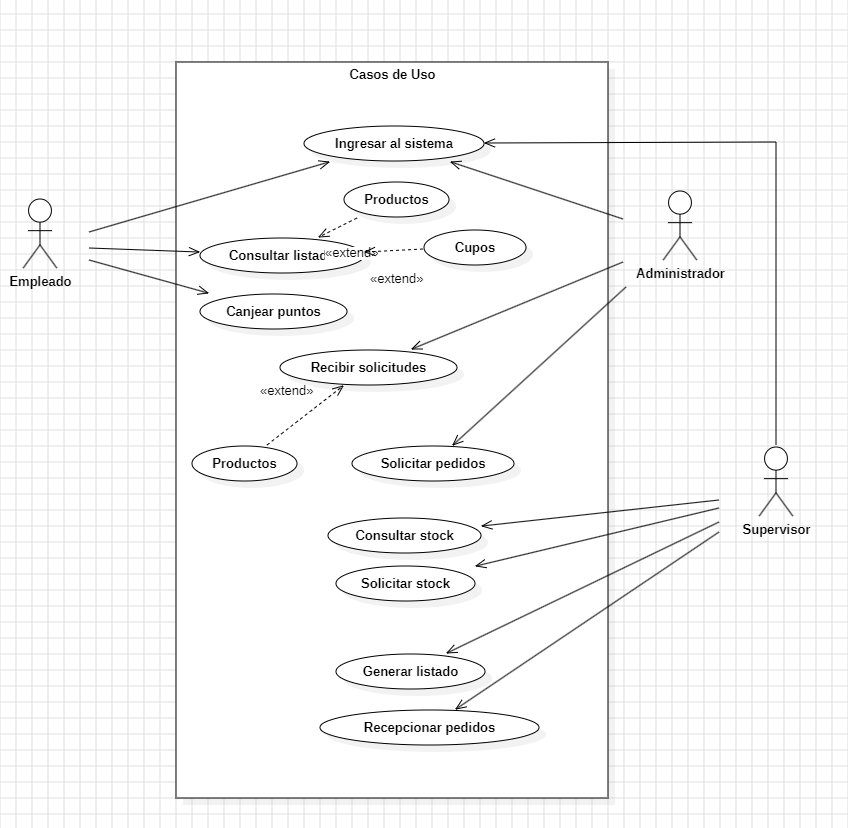 Casos de Uso
Ingresar al sistema
Productos
Empleado
Administrador
Consultar listad
«extend»
Cupos
«extend»
Canjear puntos
Recibir solicitudes
«extend»
Productos
Solicitar pedidos
Supervisor
Consultar stock
Solicitar stock
Generar listado
Recepcionar pedidos